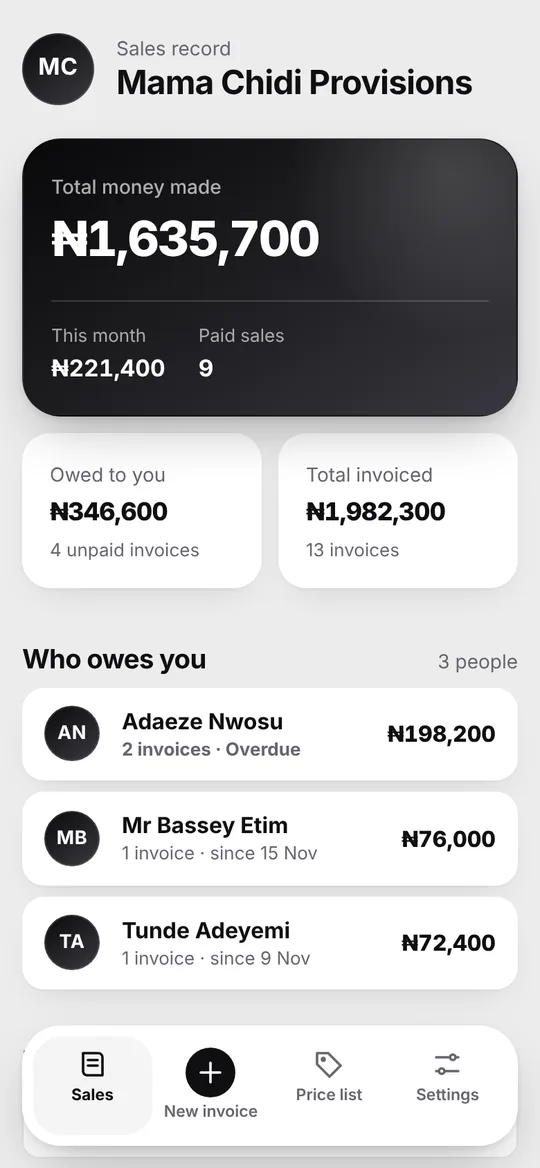 MC
Sales record
Mama Chidi Provisions
Total money made
₦1,635,700
This month
Paid sales
₦221,400
9
Owed to you
Total invoiced
₦346,600
₦1,982,300
4 unpaid invoices
13 invoices
Who owes you
3 people
AN
Adaeze Nwosu
₦198,200
2 invoices · Overdue
MB
Mr Bassey Etim
₦76,000
1 invoice · since 15 Nov
TA
Tunde Adeyemi
₦72,400
1 invoice · since 9 Nov
Sales
New invoice
Price list
Settings